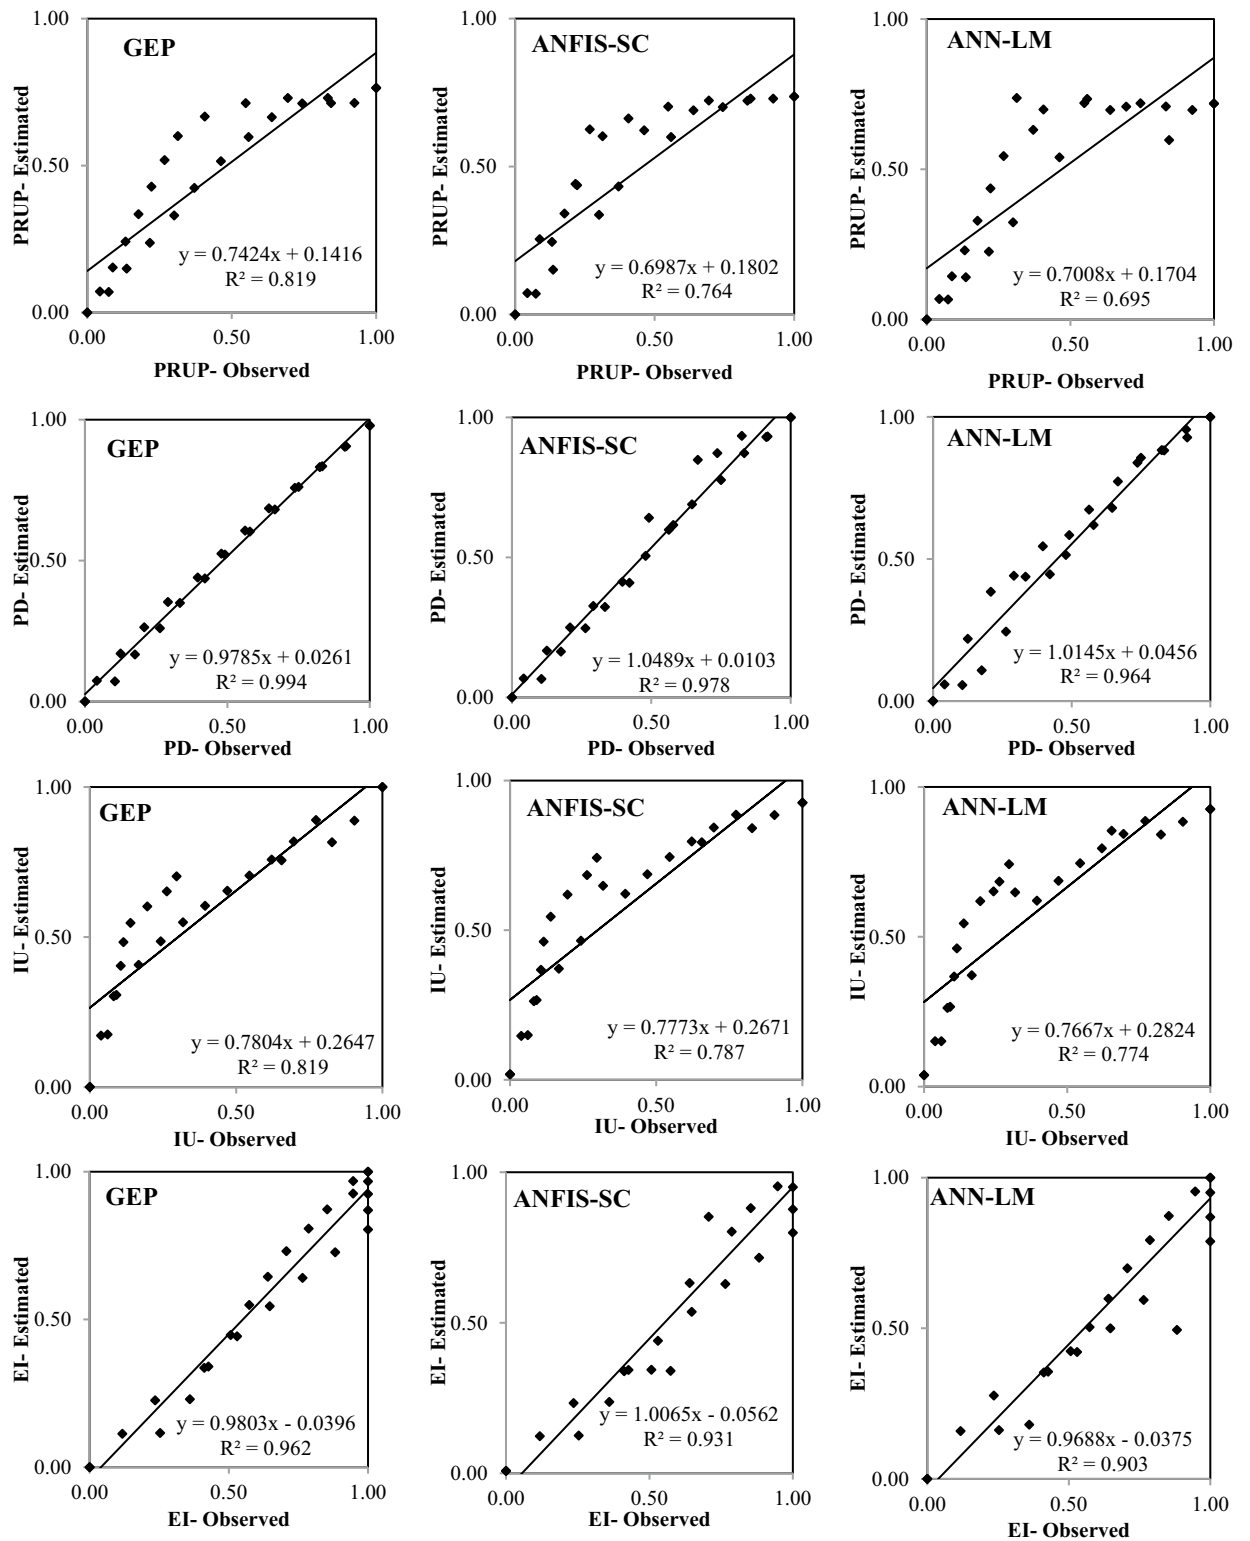 1.00
GEP
PRUP- Estimated
0.50
y = 0.7424x + 0.1416
R² = 0.819
0.00
0.00 0.50 1.00
PRUP- Observed
1.00
ANFIS-SC
PRUP- Estimated
0.50
y = 0.6987x + 0.1802
R² = 0.764
0.00
0.00 0.50 1.00
PRUP- Observed
1.00
ANN-LM
PRUP- Estimated
0.50
y = 0.7008x + 0.1704
R² = 0.695
0.00
0.00 0.50 1.00
PRUP- Observed
1.00
GEP
PD- Estimated
0.50
y = 0.9785x + 0.0261
R² = 0.994
0.00
0.00 0.50 1.00
PD- Observed
1.00
ANFIS-SC
PD- Estimated
0.50
y = 1.0489x + 0.0103
R² = 0.978
0.00
0.00 0.50 1.00
PD- Observed
1.00
ANN-LM
PD- Estimated
0.50
y = 1.0145x + 0.0456
R² = 0.964
0.00
0.00 0.50 1.00
PD- Observed
1.00
GEP
IU- Estimated
0.50
y = 0.7804x + 0.2647
R² = 0.819
0.00
0.00 0.50 1.00
IU- Observed
1.00
ANFIS-SC
IU- Estimated
0.50
y = 0.7773x + 0.2671
R² = 0.787
0.00
0.00 0.50 1.00
IU- Observed
1.00
ANN-LM
IU- Estimated
0.50
y = 0.7667x + 0.2824
R² = 0.774
0.00
0.00 0.50 1.00
IU- Observed
1.00
GEP
EI- Estimated
0.50
y = 0.9803x - 0.0396
R² = 0.962
0.00
0.00 0.50 1.00
EI- Observed
1.00
ANFIS-SC
EI- Estimated
0.50
y = 1.0065x - 0.0562
R² = 0.931
0.00
0.00 0.50 1.00
EI- Observed
1.00
ANN-LM
EI- Estimated
0.50
y = 0.9688x - 0.0375
R² = 0.903
0.00
0.00 0.50 1.00
EI- Observed